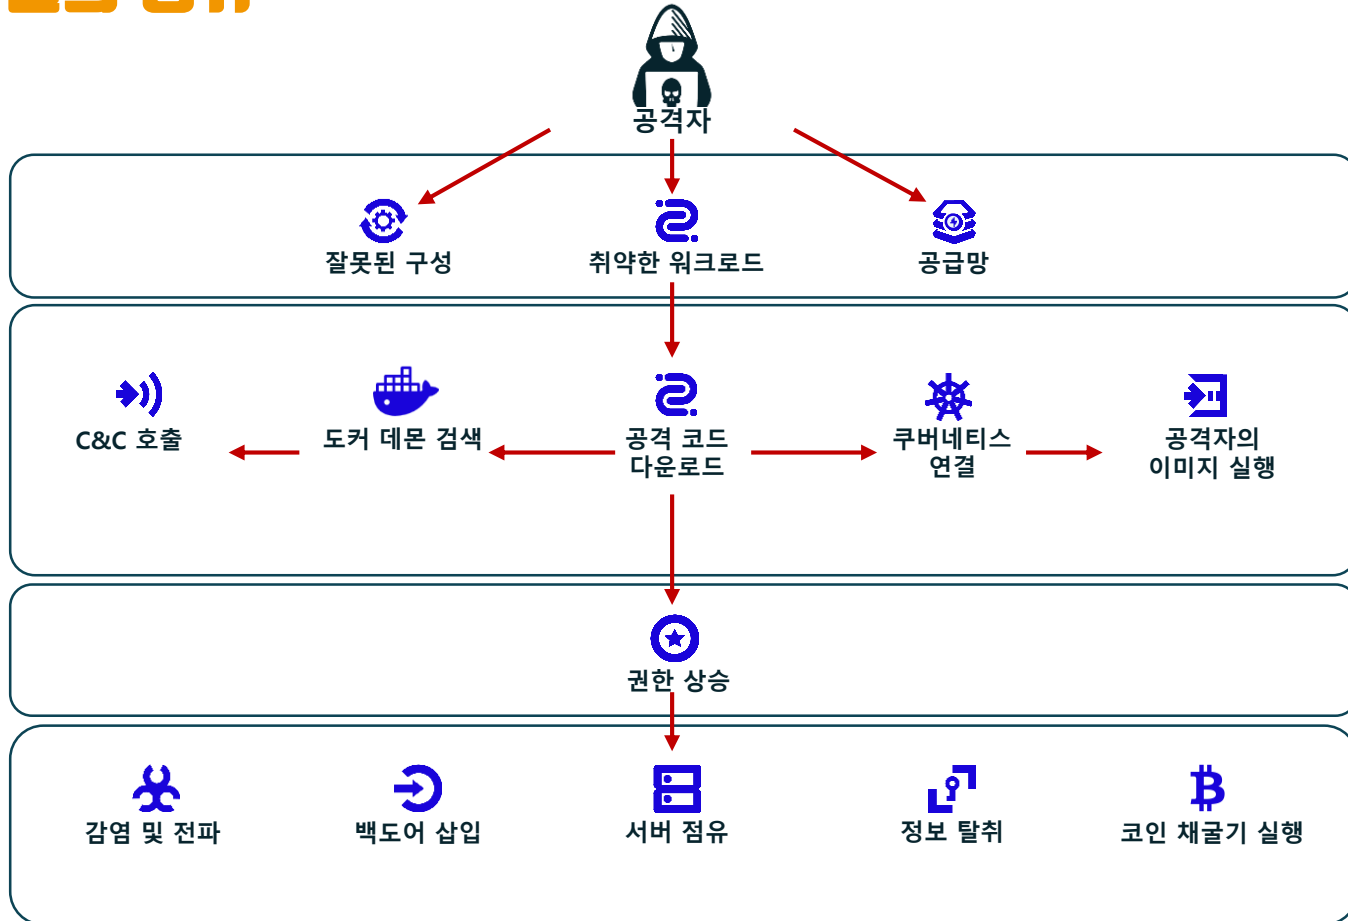 공격자
잘못된 구성
취약한 워크로드
공급망
C&C 호출
도커 데몬 검색
공격 코드
다운로드
쿠버네티스
연결
공격자의
이미지 실행
권한 상승
감염 및 전파
백도어 삽입
서버 점유
정보 탈취
코인 채굴기 실행